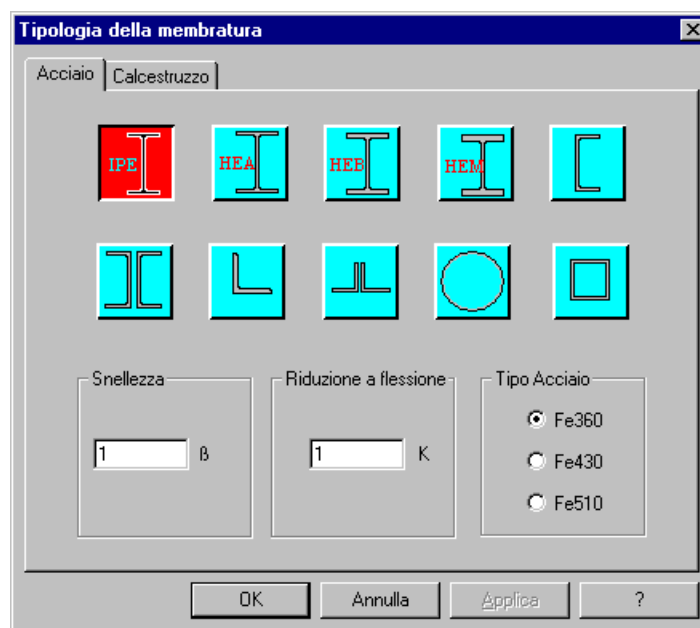 Tipologia della membratura
Acciaio Calcestruzzo
IPE HEA HEB HEM
Snellezza Riduzione a flessione Tipo Acciaio
1 ß 1 K Fe360
Fe430
Fe510
OK Annulla Applica ?